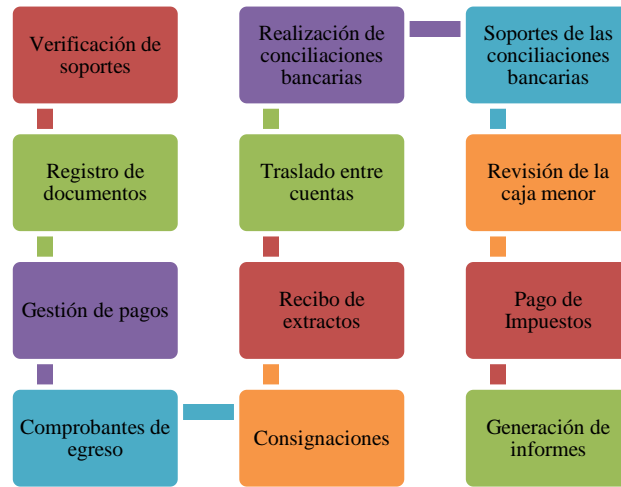 Verificación de
soportes
Registro de
documentos
Gestión de pagos
Comprobantes de
egreso
Consignaciones
Recibo de
extractos
Traslado entre
cuentas
Realización de
conciliaciones
bancarias
Soportes de las
conciliaciones
bancarias
Revisión de la
caja menor
Pago de
Impuestos
Generación de
informes